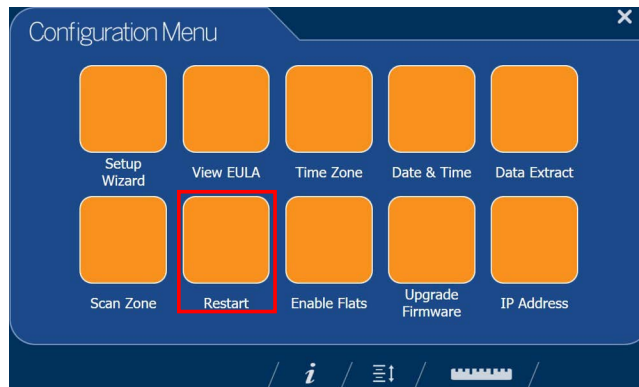 Configuration Menu
Setup
Wizard
View EULA
Time Zone
Date & Time
Data Extract
Scan Zone
Restart
Enable Flats
Upgrade
Firmware
IP Address
i